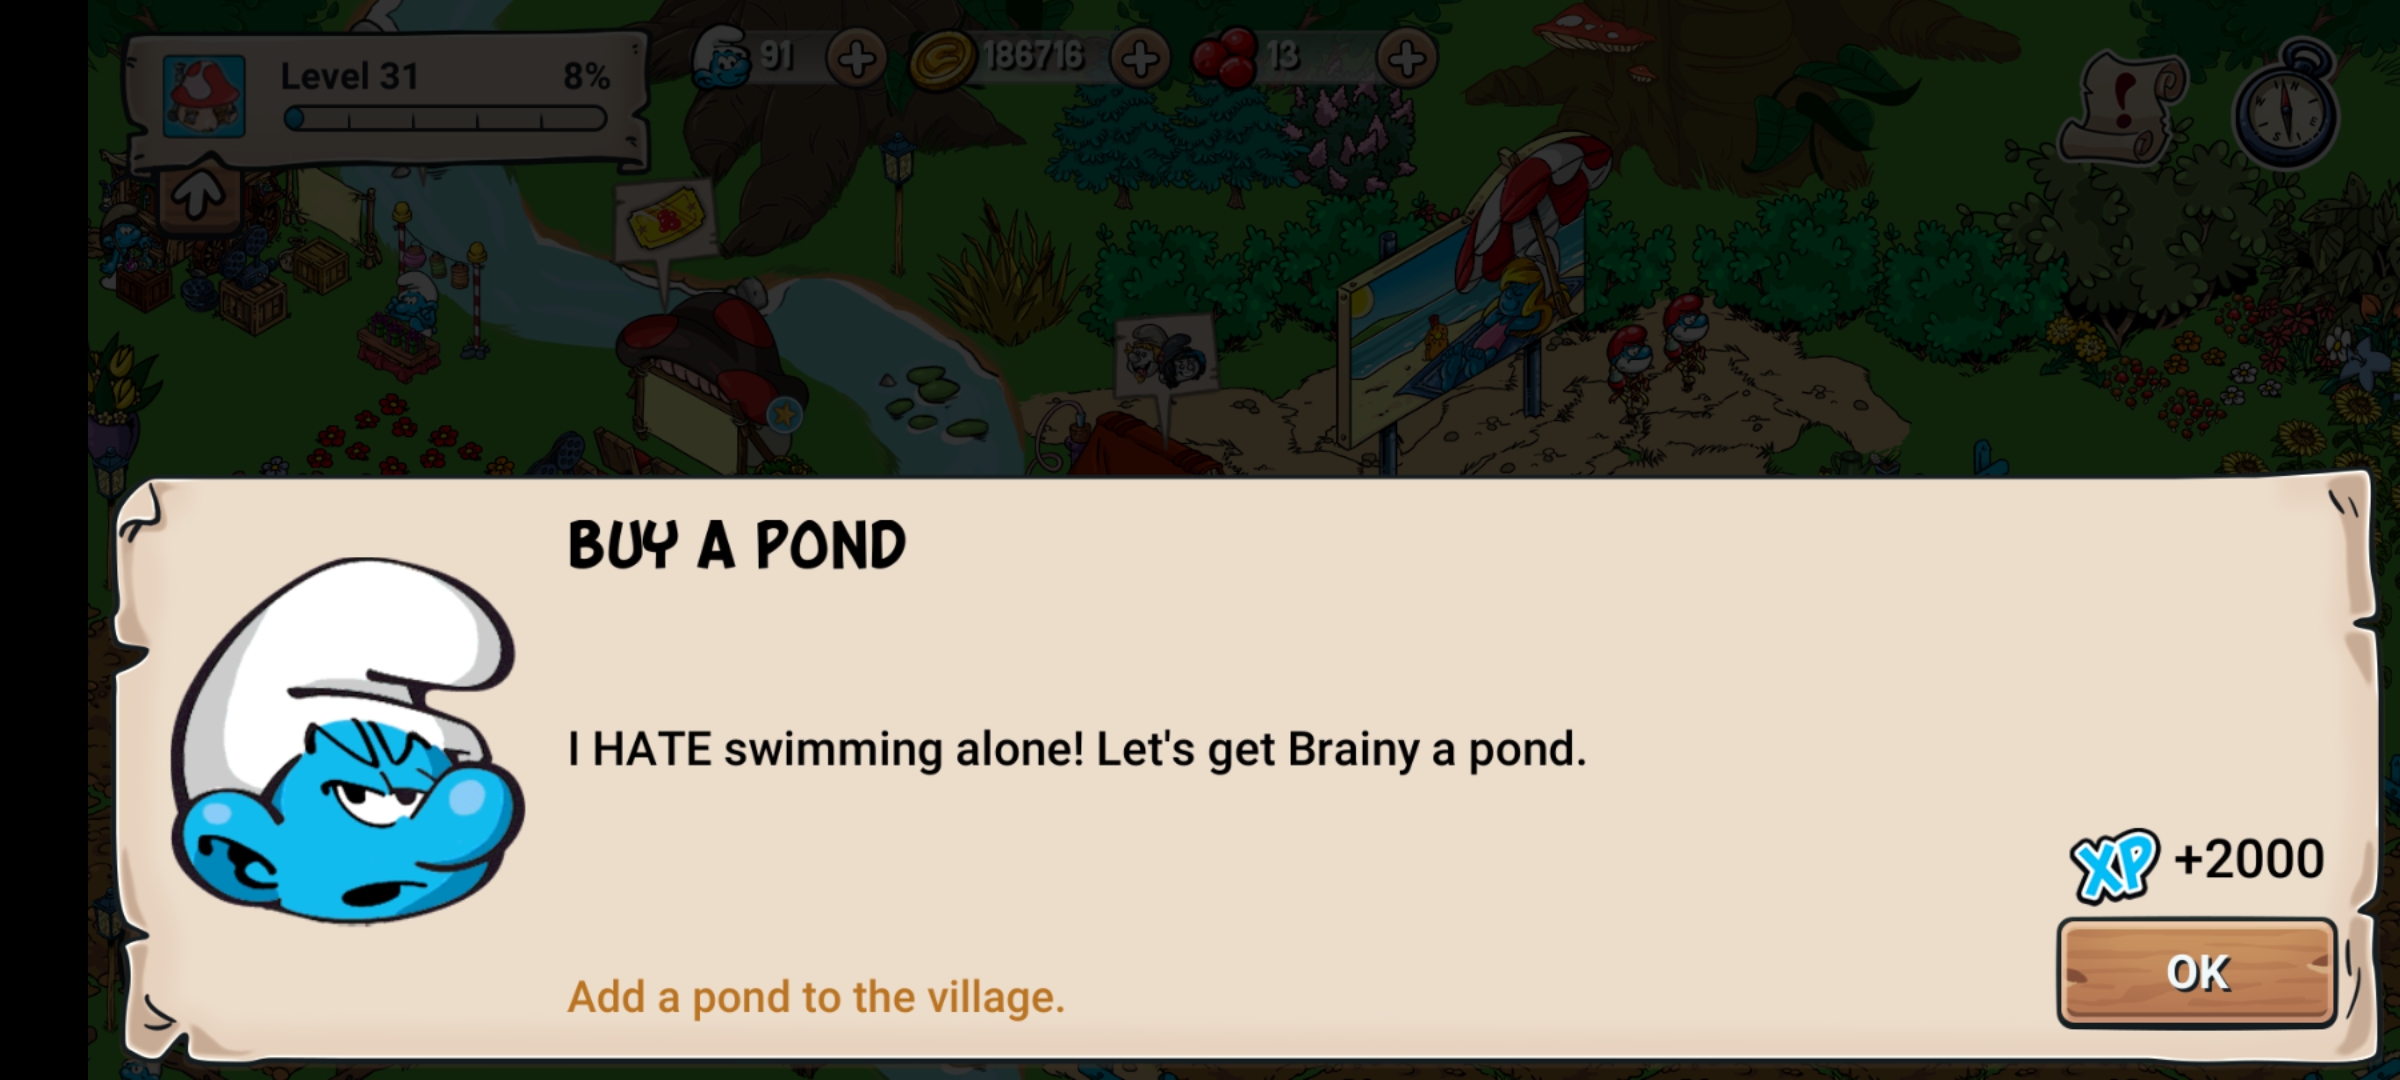 Level 31
8%
91
186716
13
BUY A POND
I HATE swimming alone! Let's get Brainy a pond.
XP +2000
Add a pond to the village.
OK